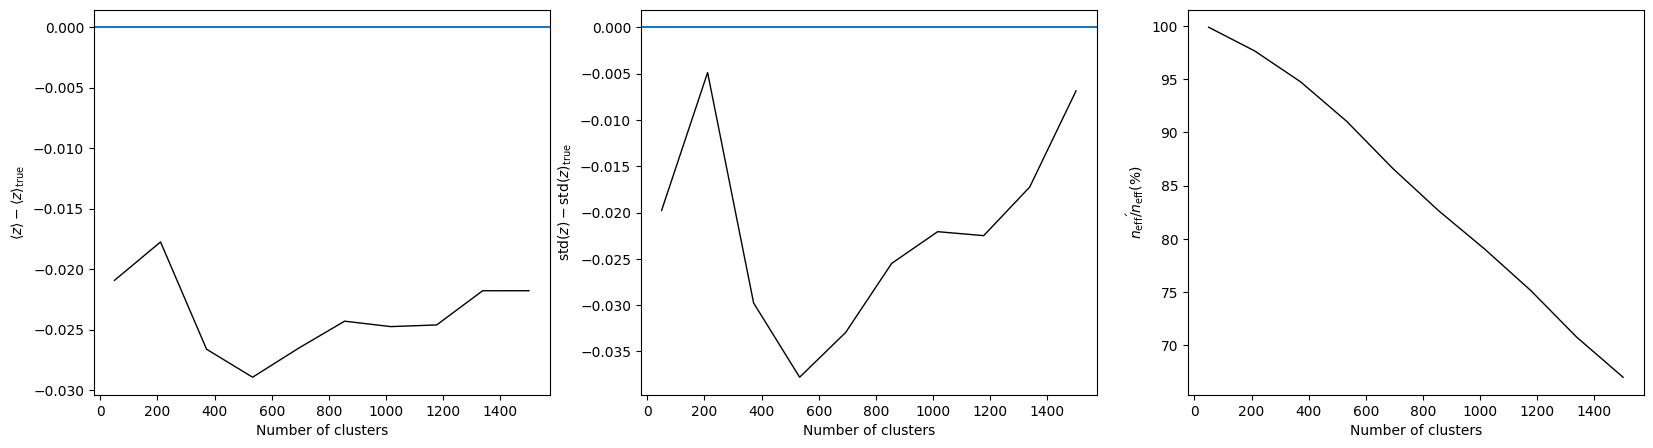 0.000
−0.005
−0.010
−0.015
−0.020
−0.025
−0.030
⟨z⟩ − ⟨z⟩true
0 200 400 600 800 1000 1200 1400
Number of clusters
0.000
−0.005
−0.010
−0.015
−0.020
−0.025
−0.030
−0.035
std(z) − std(z)true
0 200 400 600 800 1000 1200 1400
Number of clusters
100
95
90
85
80
75
70
n′eff/neff(%)
0 200 400 600 800 1000 1200 1400
Number of clusters